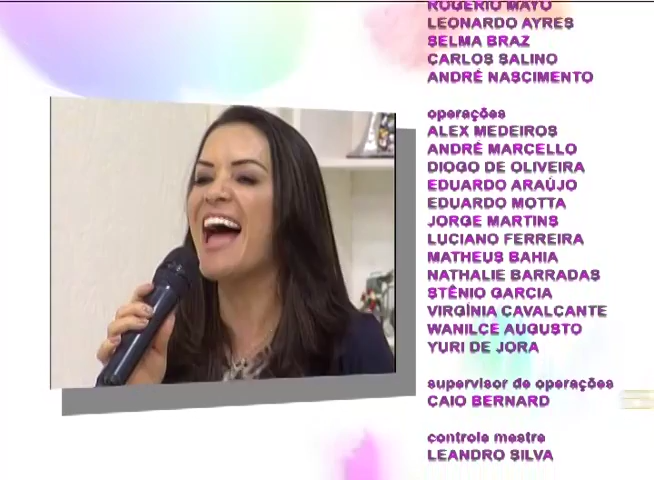 ROGÉRIO MAYO
LEONARDO AYRES
SELMA BRAZ
CARLOS SALINO
ANDRÉ NASCIMENTO
operações
ALEX MEDEIROS
ANDRÉ MARCELLO
DIOGO DE OLIVEIRA
EDUARDO ARAÚJO
EDUARDO MOTTA
JORGE MARTINS
LUCIANO FERREIRA
MATHEUS BAHIA
NATHALIE BARRADAS
STÊNIO GARCIA
VIRGÍNIA CAVALCANTE
WANILCE AUGUSTO
YURI DE JORA
supervisor de operações
CAIO BERNARD
controle mestre
LEANDRO SILVA